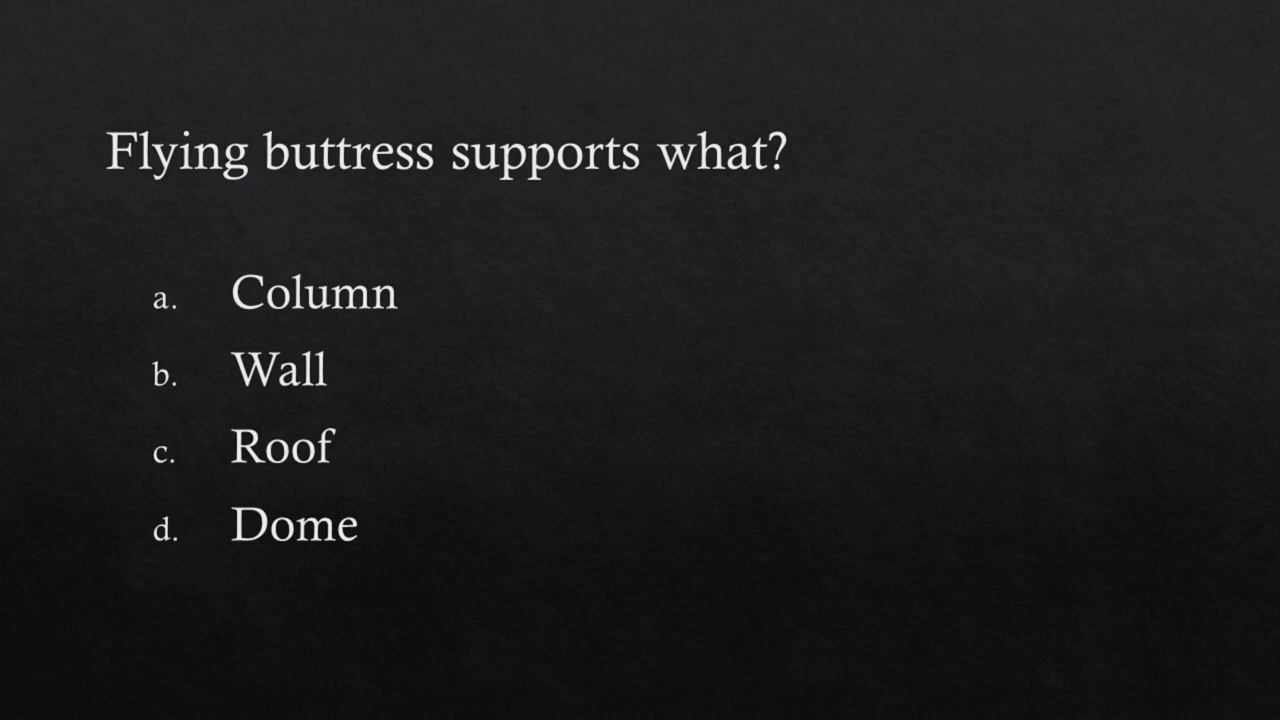 Flying buttress supports what?
a. Column
b. Wall
c. Roof
d. Dome